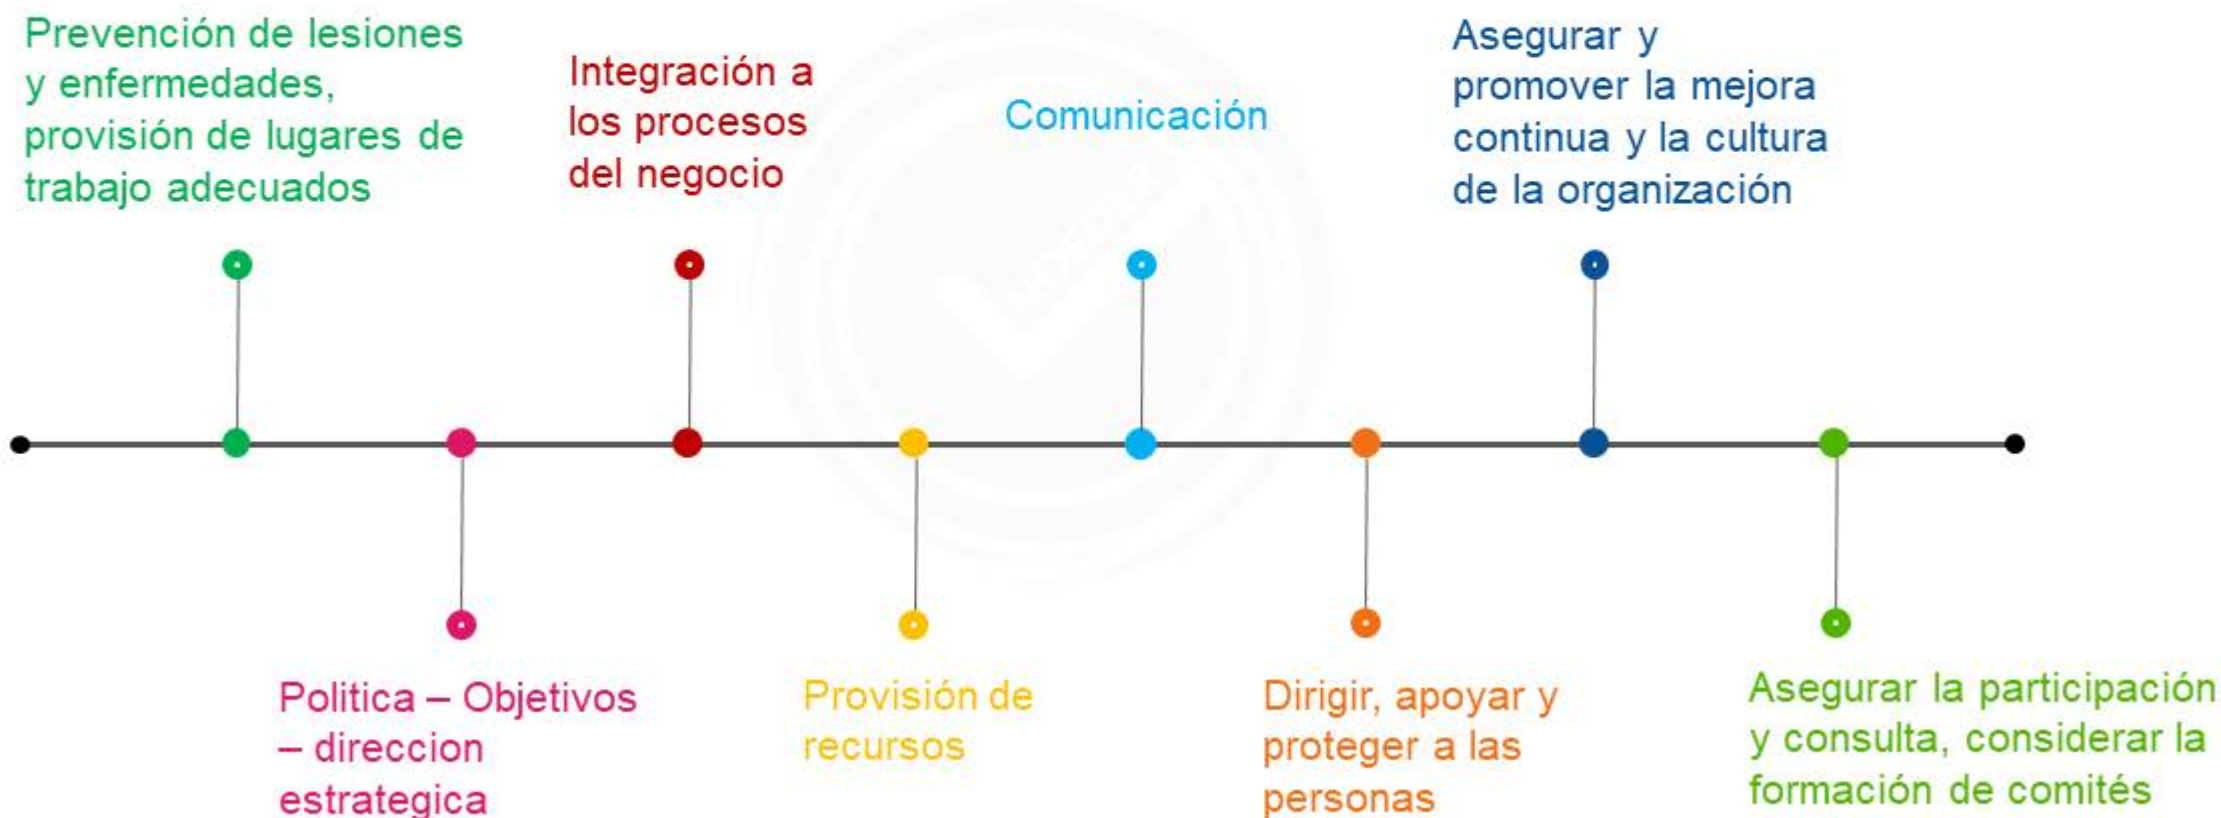 Prevención de lesiones
y enfermedades,
provisión de lugares de
trabajo adecuados
Integración a
los procesos
del negocio
Comunicación
Asegurar y
promover la mejora
continua y la cultura
de la organización
Politica – Objetivos
– direccion
estrategica
Provisión de
recursos
Dirigir, apoyar y
proteger a las
personas
Asegurar la participación
y consulta, considerar la
formación de comités